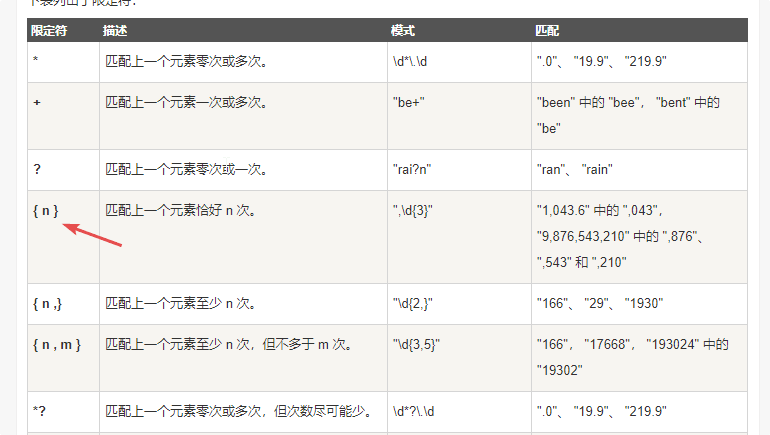 下表列出了限定符：
限定符 描述 模式 匹配
* 匹配上一个元素零次或多次。 \d*\.\d ".0"、 "19.9"、 "219.9"
+ 匹配上一个元素一次或多次。 "be+" "been" 中的 "bee"， "bent" 中的
"be"
? 匹配上一个元素零次或一次。 "rai?n" "ran"、 "rain"
{ n } 匹配上一个元素恰好 n 次。 ",\d{3}" "1,043.6" 中的 ",043"，
"9,876,543,210" 中的 ",876"、
",543" 和 ",210"
{ n ,} 匹配上一个元素至少 n 次。 "\d{2,}" "166"、 "29"、 "1930"
{ n , m } 匹配上一个元素至少 n 次，但不多于 m 次。 "\d{3,5}" "166"， "17668"， "193024" 中的
"19302"
*? 匹配上一个元素零次或多次，但次数尽可能少。 \d*?\.\d ".0"、 "19.9"、 "219.9"